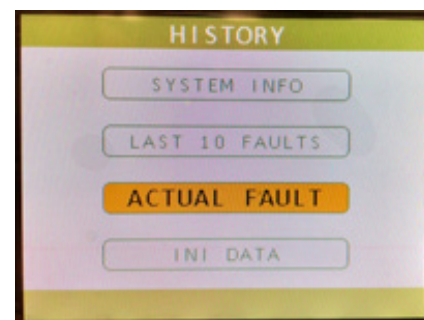 HISTORY
SYSTEM INFO
LAST 10 FAULTS
ACTUAL FAULT
INI DATA